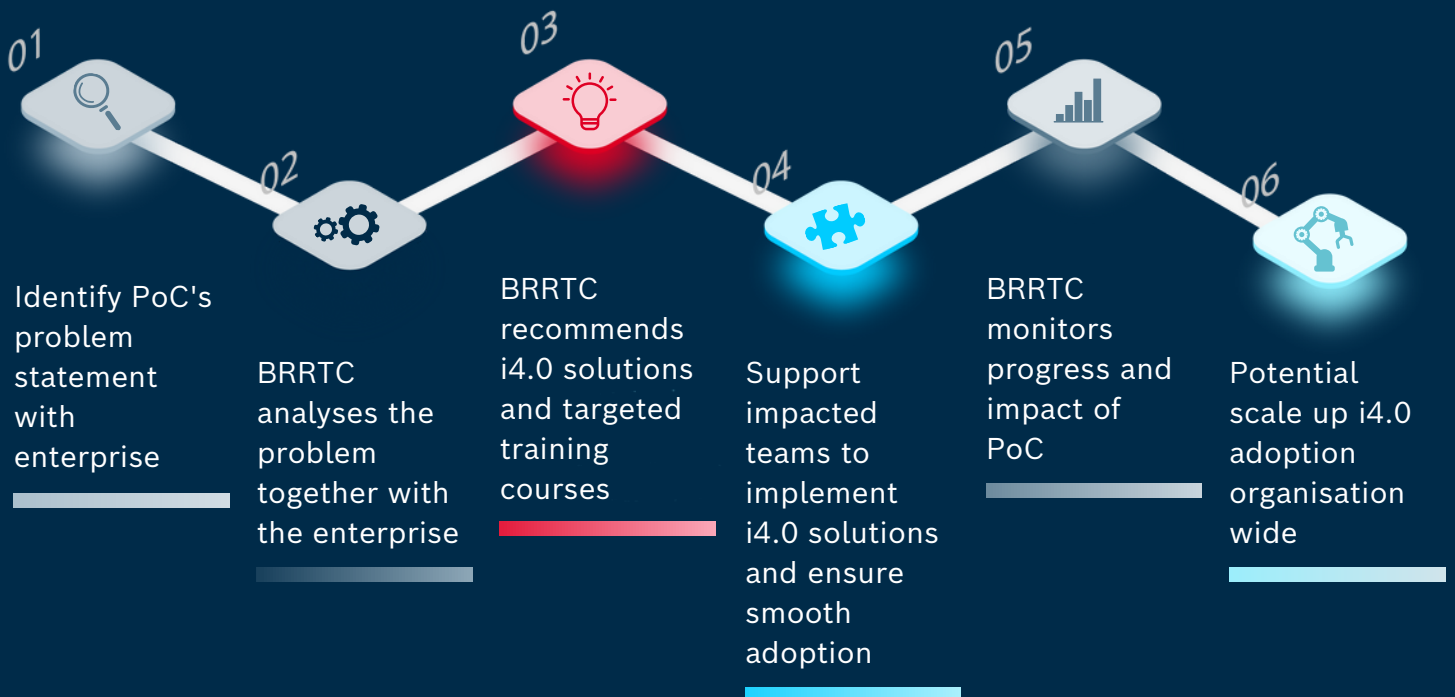 01
Identify PoC's
problem
statement
with
enterprise
02
BRRTC
analyses the
problem
together with
the enterprise
03
BRRTC
recommends
i4.0 solutions
and targeted
training
courses
04
Support
impacted
teams to
implement
i4.0 solutions
and ensure
smooth
adoption
05
BRRTC
monitors
progress and
impact of
PoC
06
Potential
scale up i4.0
adoption
organisation
wide